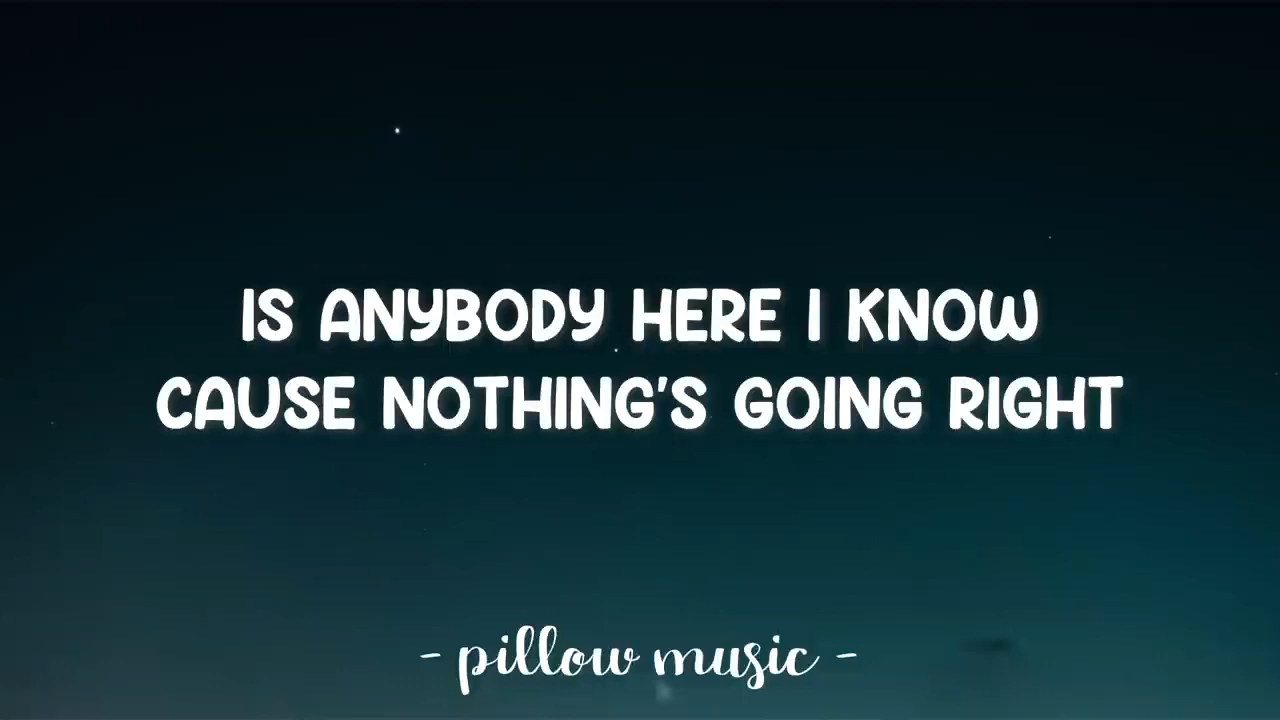 IS ANYBODY HERE I KNOW
CAUSE NOTHING'S GOING RIGHT
- pillow music -